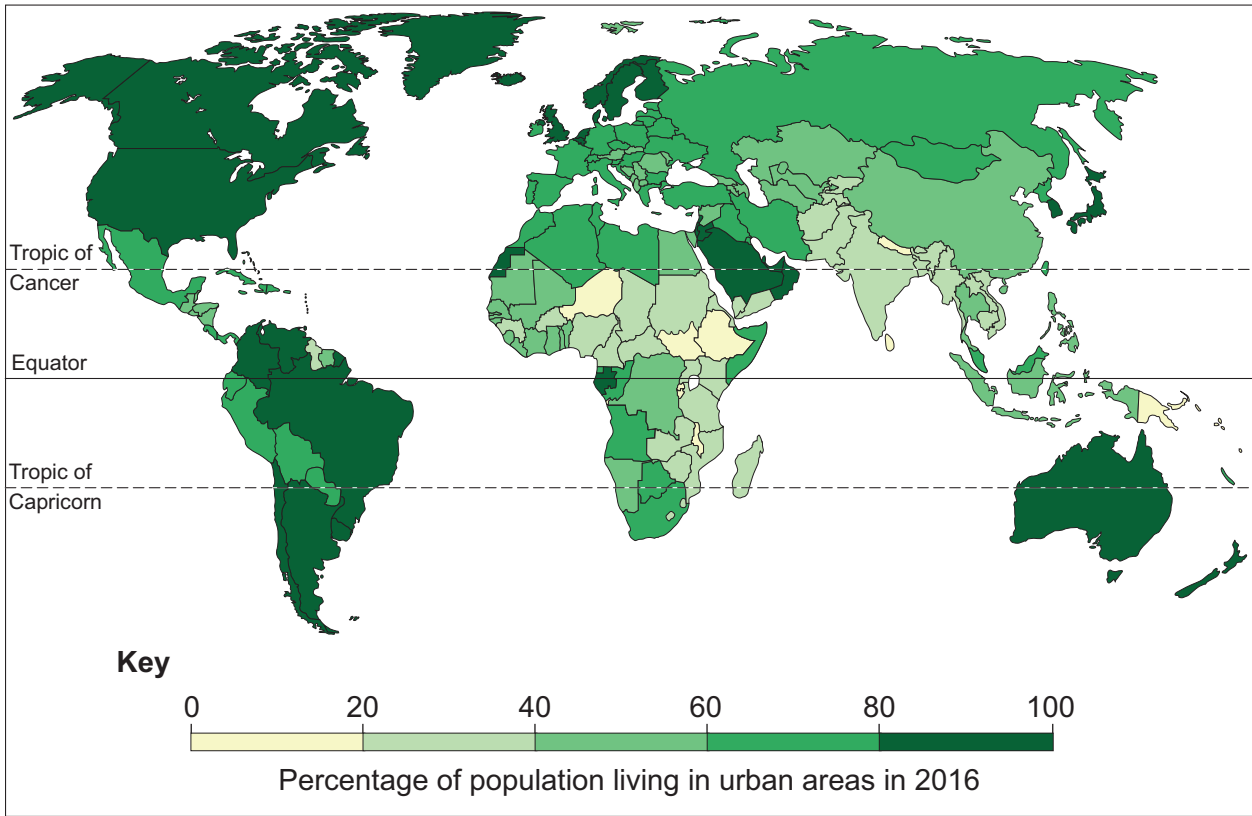 Tropic of
Cancer
Equator
Tropic of
Capricorn
Key
0 20 40 60 80 100
Percentage of population living in urban areas in 2016